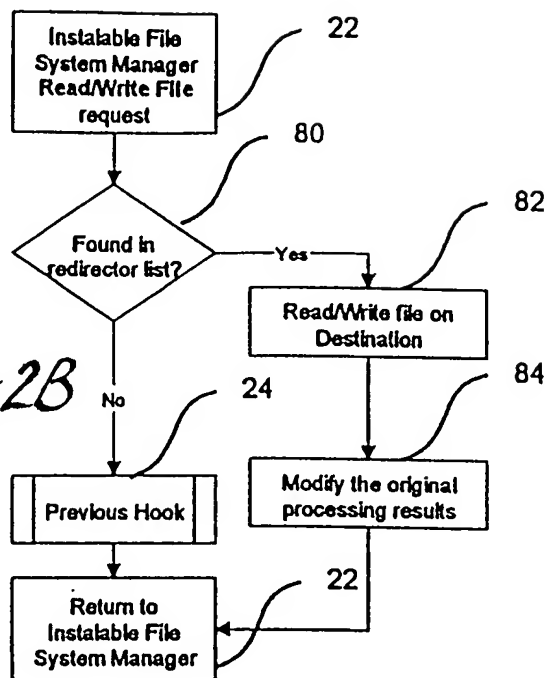 Instalable File
System Manager
Read/Write File
request
22
80
Found in
redirector list?
Yes
82
Read/Write file on
Destination
2B
No
24
84
Previous Hook
Modify the original
processing results
Return to
Instalable File
System Manager
22